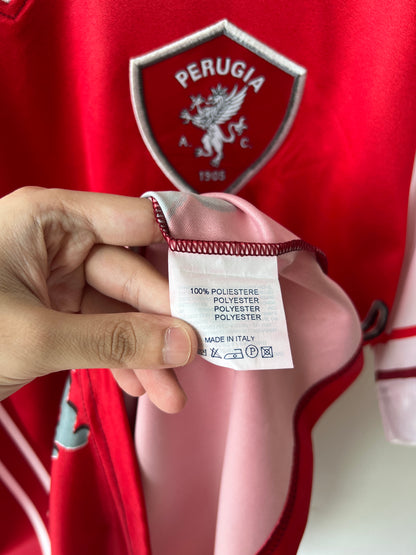 PERUGIA
A. C.
1905
100% POLIESTERE
POLYESTER
POLYESTER
POLYESTER
MADE IN ITALY
P